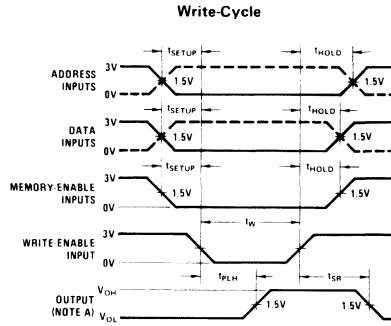 Write-Cycle
tSETUP tHOLD
3V
ADDRESS
INPUTS
0V
1.5V 1.5V
tSETUP tHOLD
3V
DATA
INPUTS
0V
1.5V 1.5V
tSETUP tHOLD
3V
MEMORY-ENABLE
INPUTS
0V
1.5V 1.5V
tW
3V
WRITE-ENABLE
INPUT
0V
tPLH tSR
VOH
OUTPUT
(NOTE A)
VOL
1.5V 1.5V